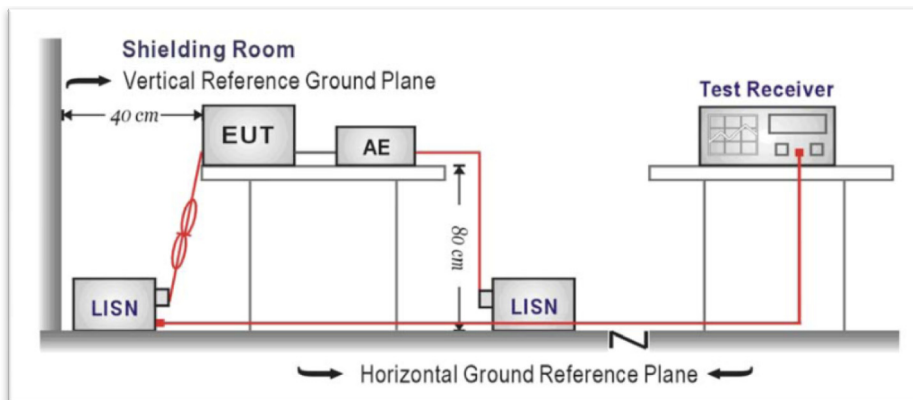 Shielding Room
Vertical Reference Ground Plane
40 cm
EUT
AE
Test Receiver
80 cm
LISN
LISN
Horizontal Ground Reference Plane